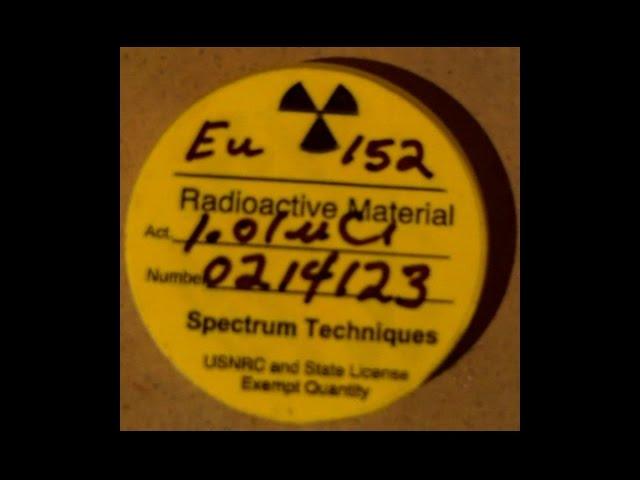 Eu 152
Radioactive Material
Act. 1.01μCi
Number 0214123
Spectrum Techniques
USNRC and State License
Exempt Quantity